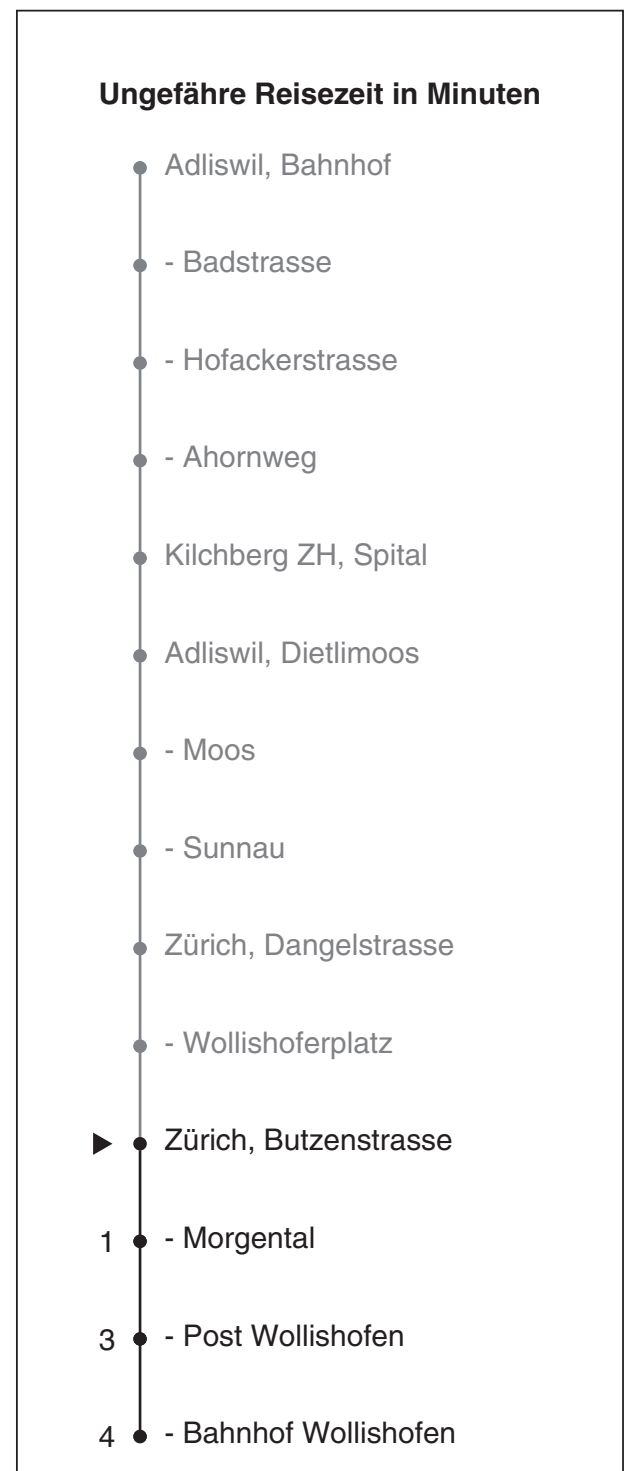 Ungefähre Reisezeit in Minuten
Adliswil, Bahnhof
- Badstrasse
- Hofackerstrasse
- Ahornweg
Kilchberg ZH, Spital
Adliswil, Dietlimoos
- Moos
- Sunnau
Zürich, Dangelstrasse
- Wollishoferplatz
Zürich, Butzenstrasse
1 - Morgental
3 - Post Wollishofen
4 - Bahnhof Wollishofen